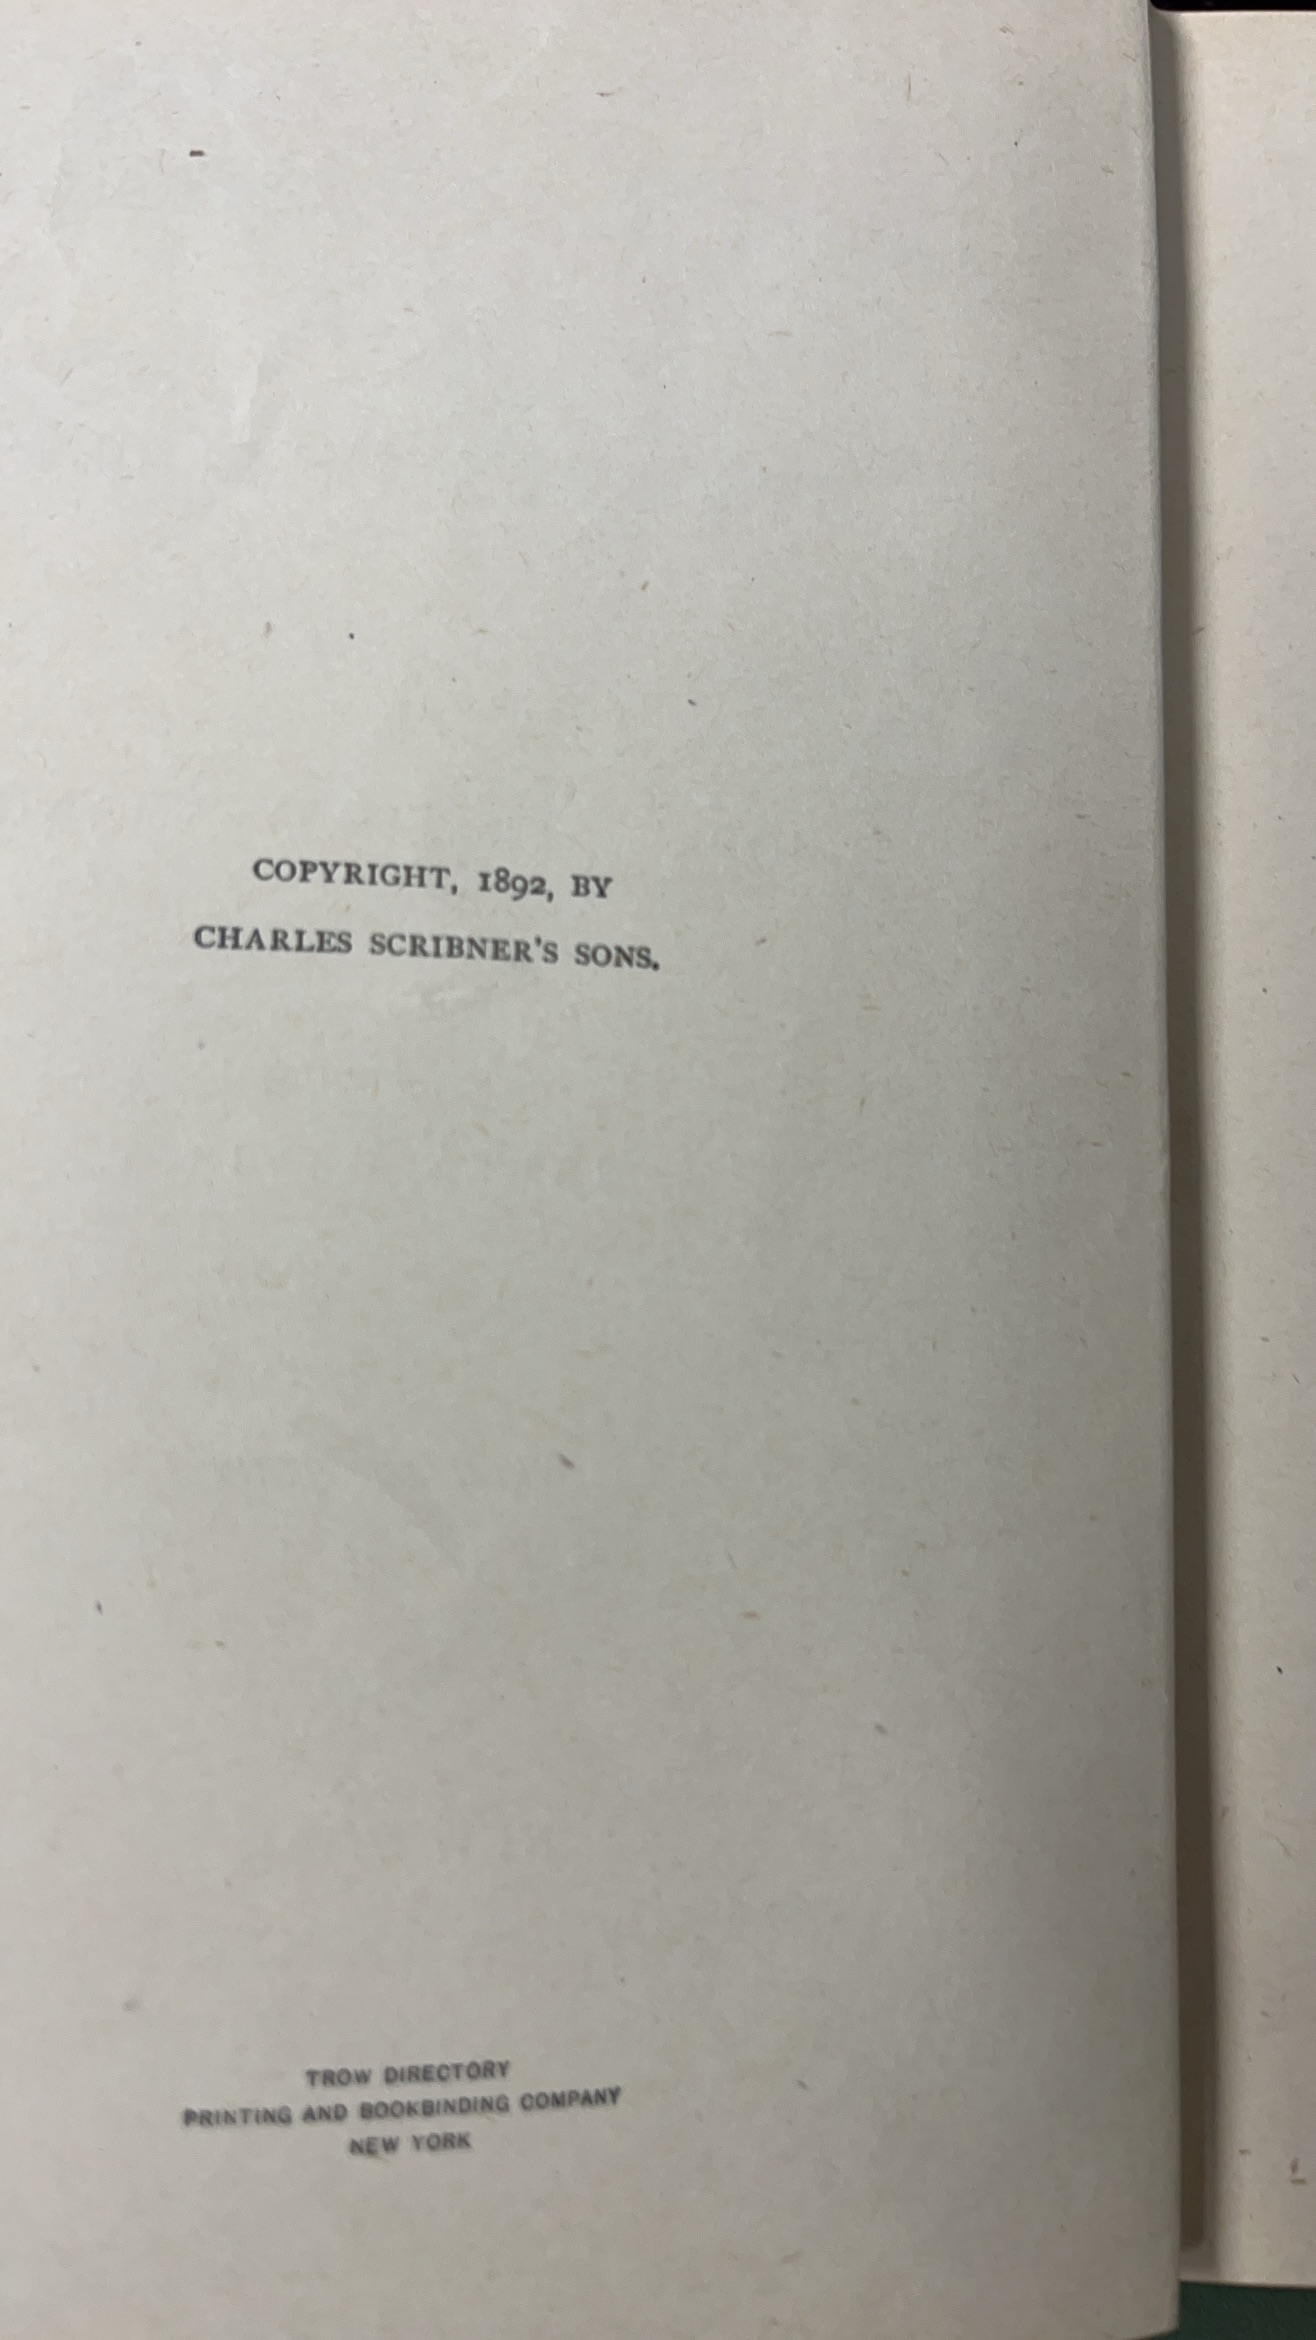 COPYRIGHT, 1892, BY
CHARLES SCRIBNER'S SONS.
TROW DIRECTORY
PRINTING AND BOOKBINDING COMPANY
NEW YORK